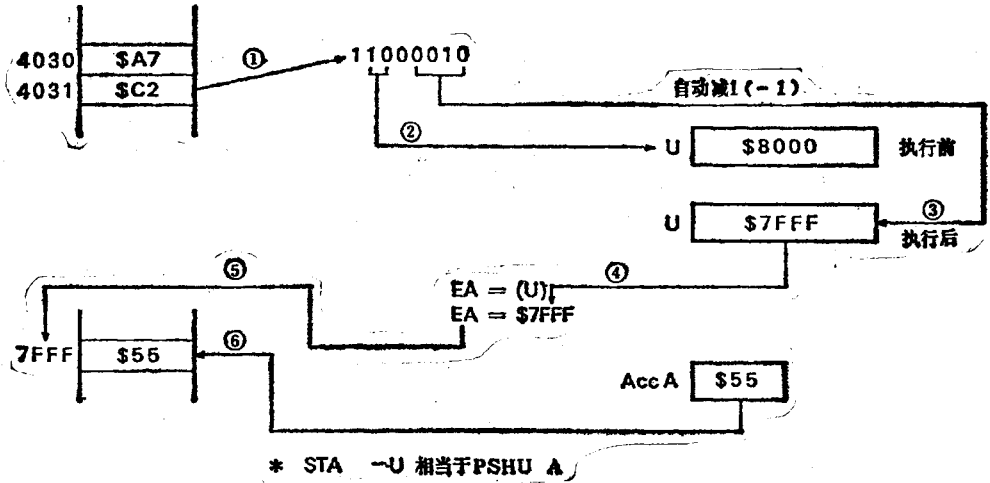 4030 $A7
4031 $C2
①
11000010
自动减1(-1)
②
U $8000 执行前
U $7FFF
③
执行后
④
⑤
EA = (U)
EA = $7FFF
7FFF $55
⑥
Acc A $55
* STA -U 相当于PSHU A